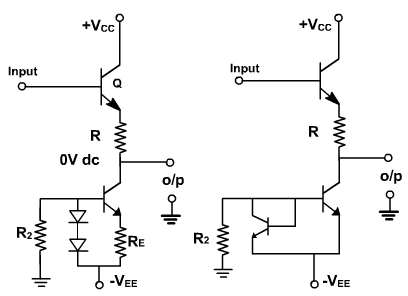 +VCC
Input
Q
R
0V dc
o/p
R2
RE
-VEE
+VCC
Input
R
o/p
R2
-VEE